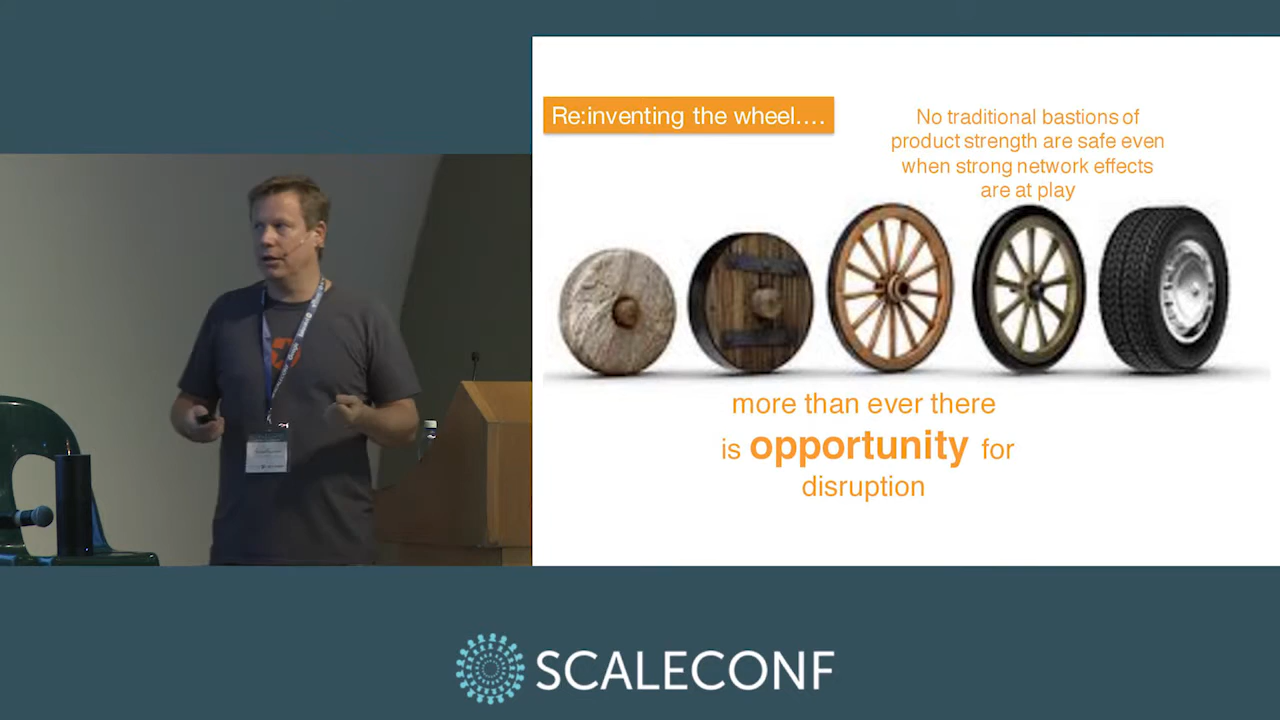 Re:inventing the wheel....
No traditional bastions of
product strength are safe even
when strong network effects
are at play
more than ever there
is opportunity for
disruption
SCALECONF